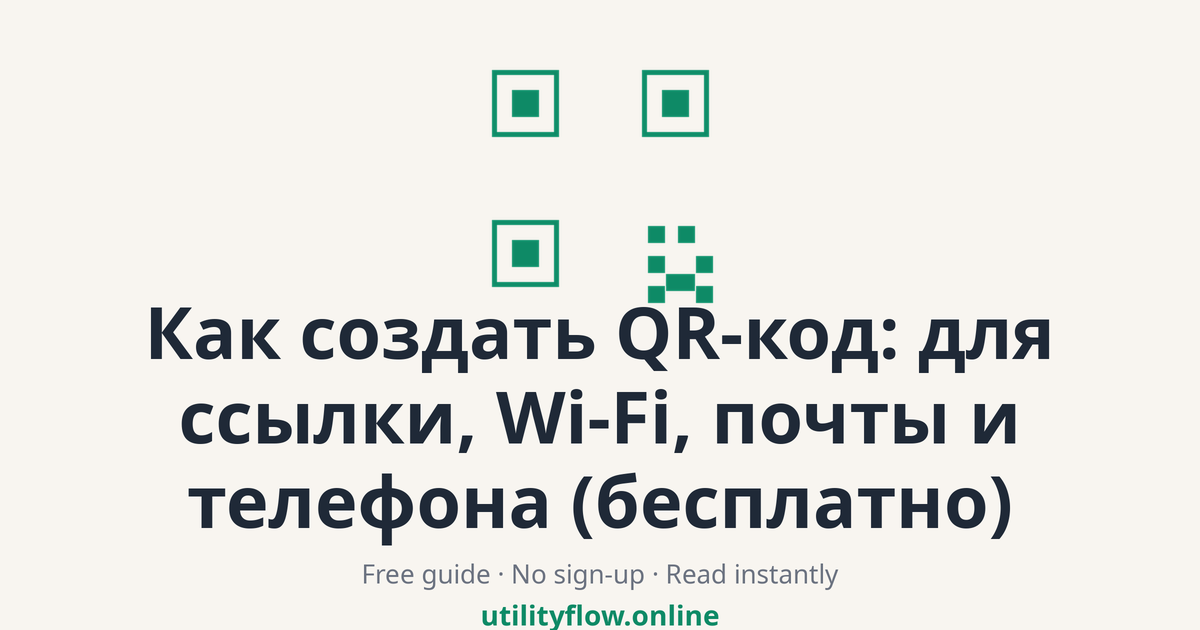 Как создать QR-код: для
ссылки, Wi-Fi, почты и
телефона (бесплатно)
Free guide · No sign-up · Read instantly
utilityflow.online